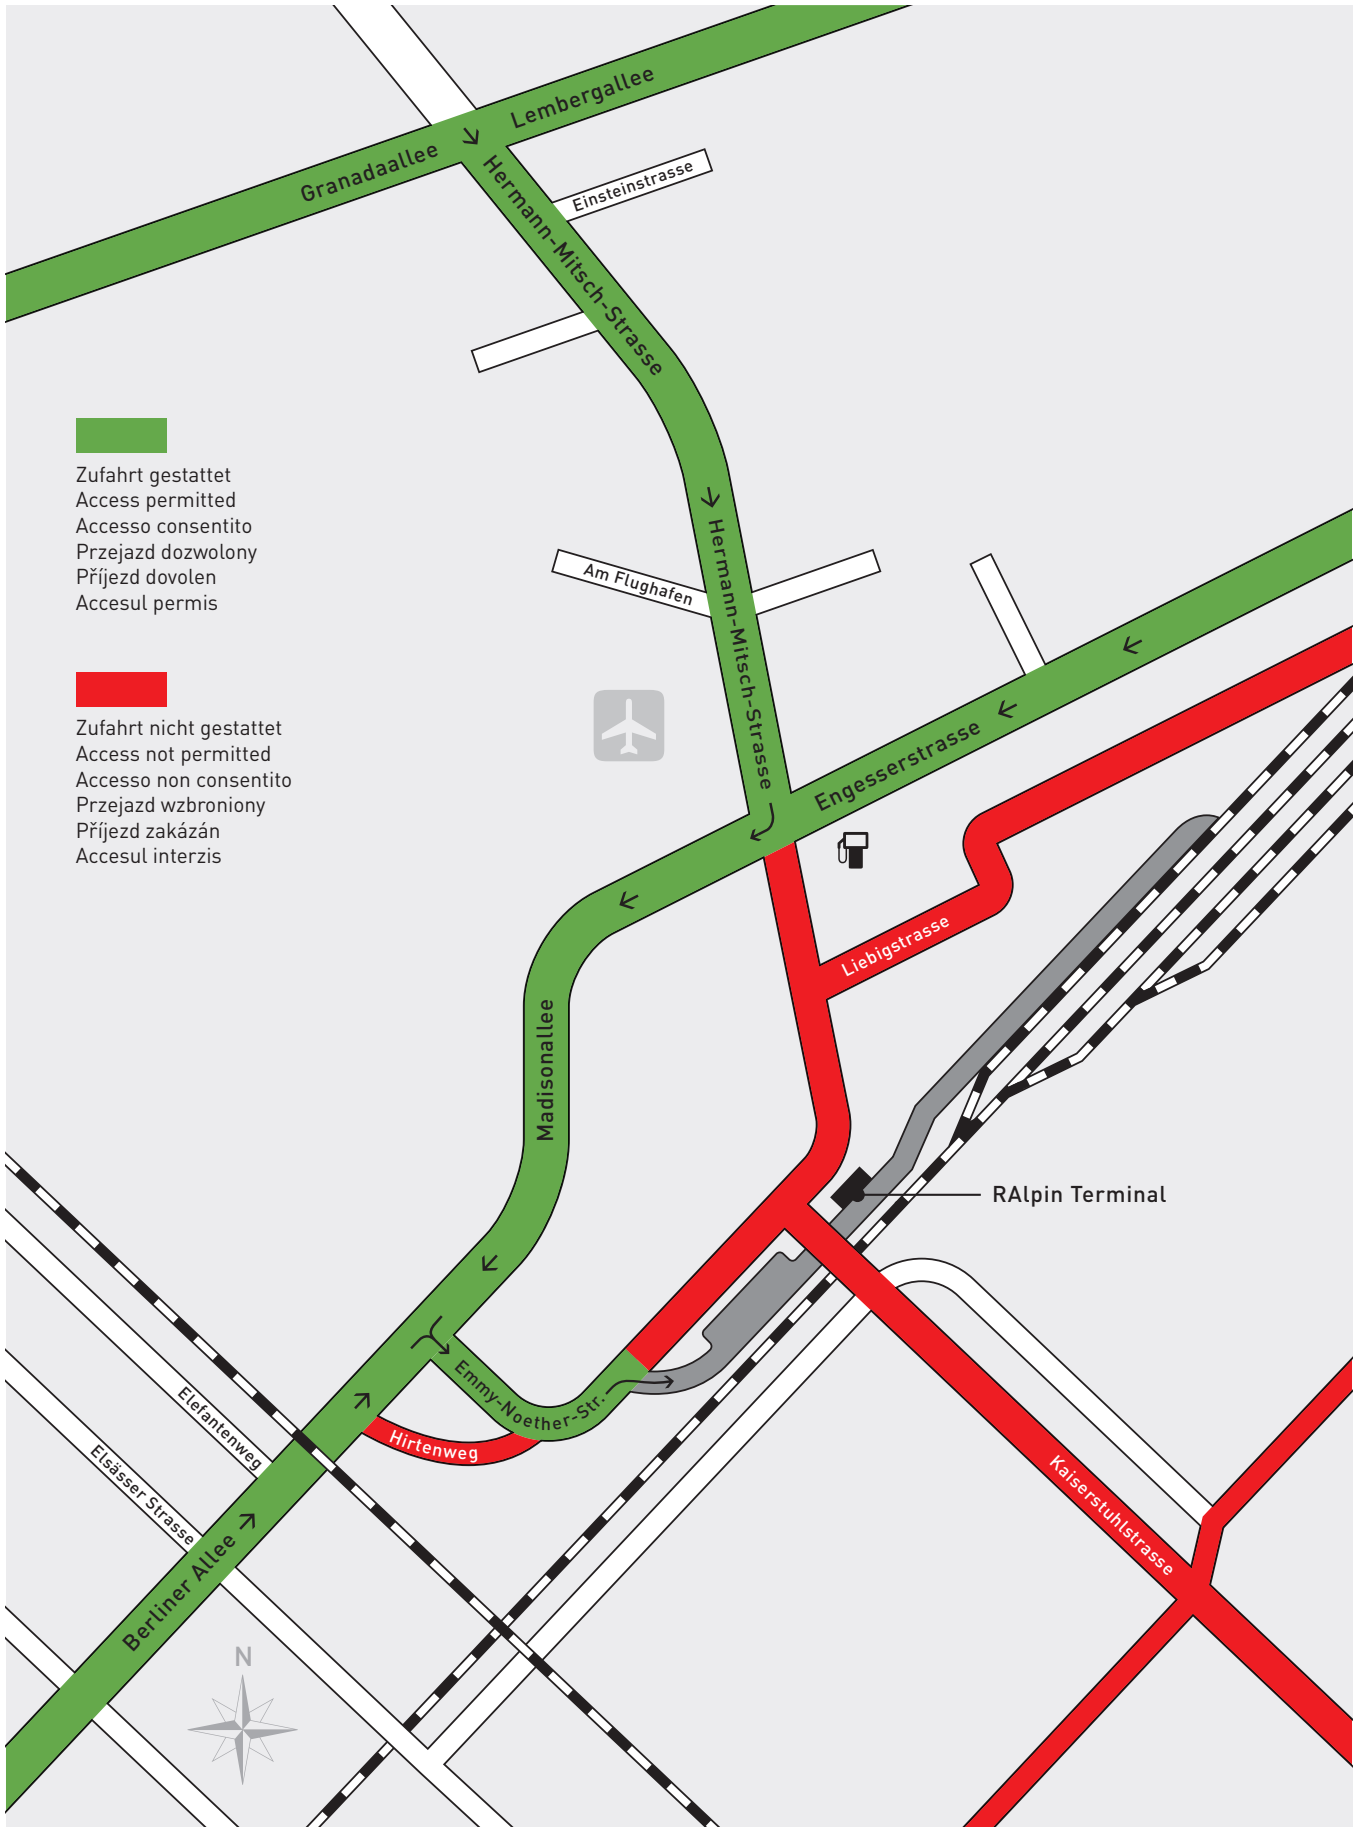 Lembergallee
Granadaallee
Hermann-Mitsch-Strasse
Einsteinstrasse
Zufahrt gestattet
Access permitted
Accesso consentito
Przejazd dozwolony
Příjezd dovolen
Accesul permis
Hermann-Mitsch-Strasse
Am Flughafen
Zufahrt nicht gestattet
Access not permitted
Accesso non consentito
Przejazd wzbroniony
Příjezd zakázán
Accesul interzis
Engesserstrasse
Liebigstrasse
Madisonallee
RAlpin Terminal
Emmy-Noether-Str.
Hirtenweg
Elefantenweg
Elsässer Strasse
Berliner Allee
Kaiserstuhlstrasse
N